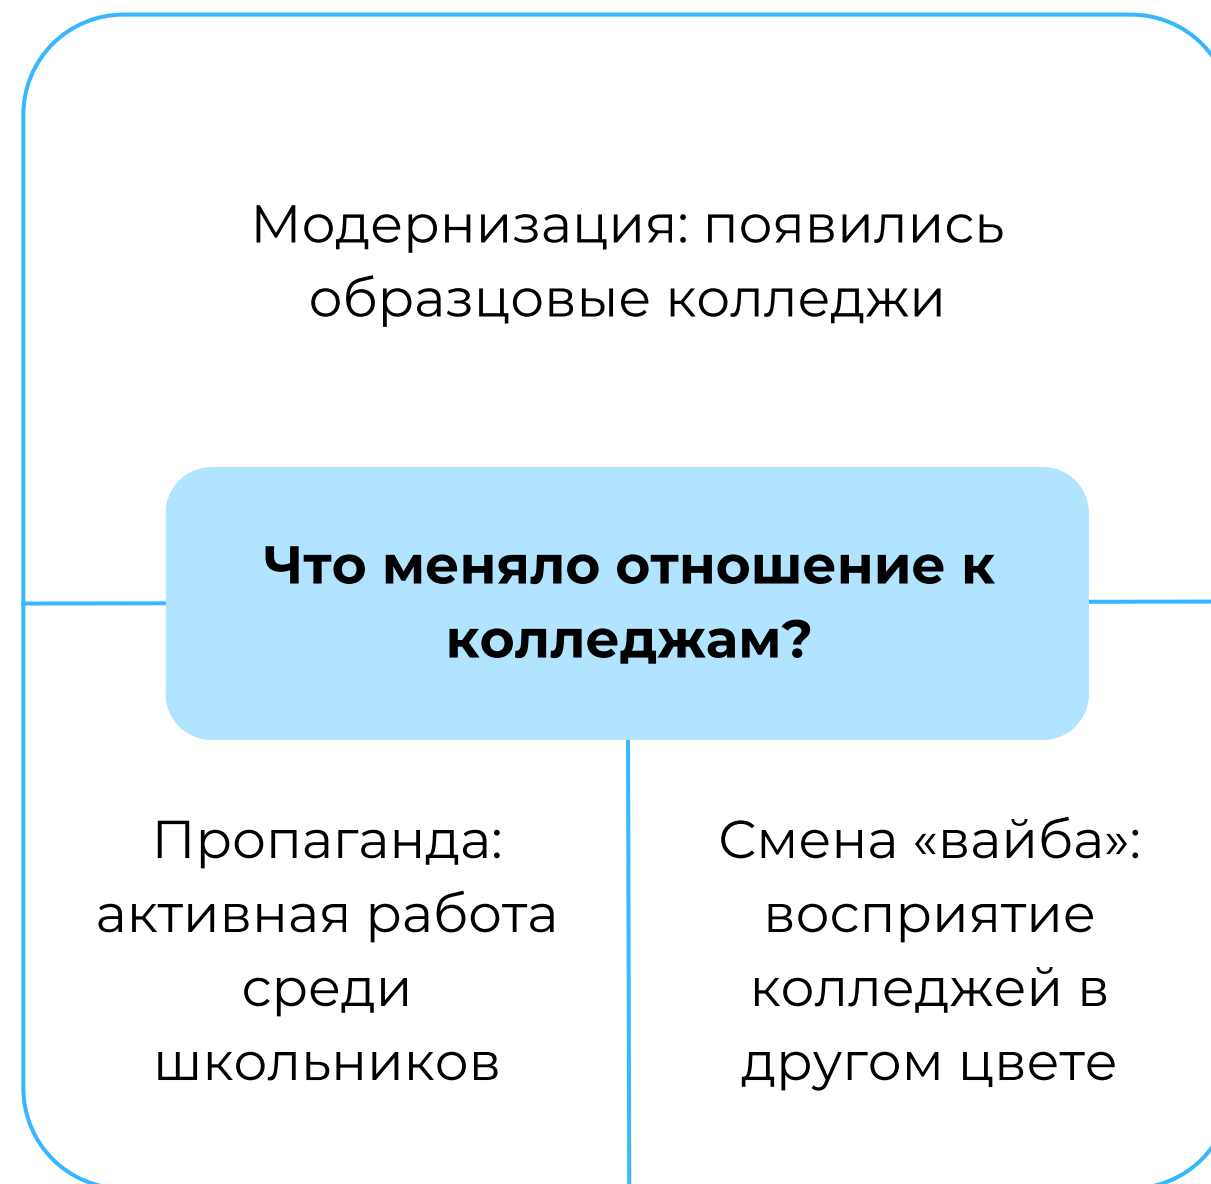 Модернизация: появились
образцовые колледжи
Что меняло отношение к
колледжам?
Пропаганда:
активная работа
среди
школьников
Смена «вайба»:
восприятие
колледжей в
другом цвете